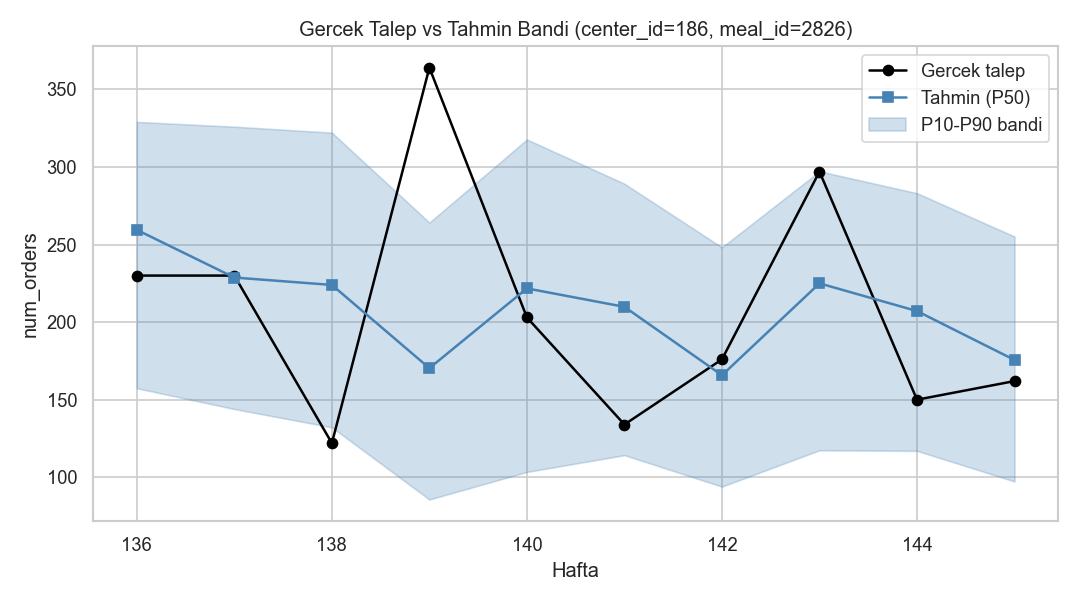 Gercek Talep vs Tahmin Bandi (center_id=186, meal_id=2826)
Gercek talep
Tahmin (P50)
P10-P90 bandi
num_orders
350
300
250
200
150
100
136
138
140
142
144
Hafta